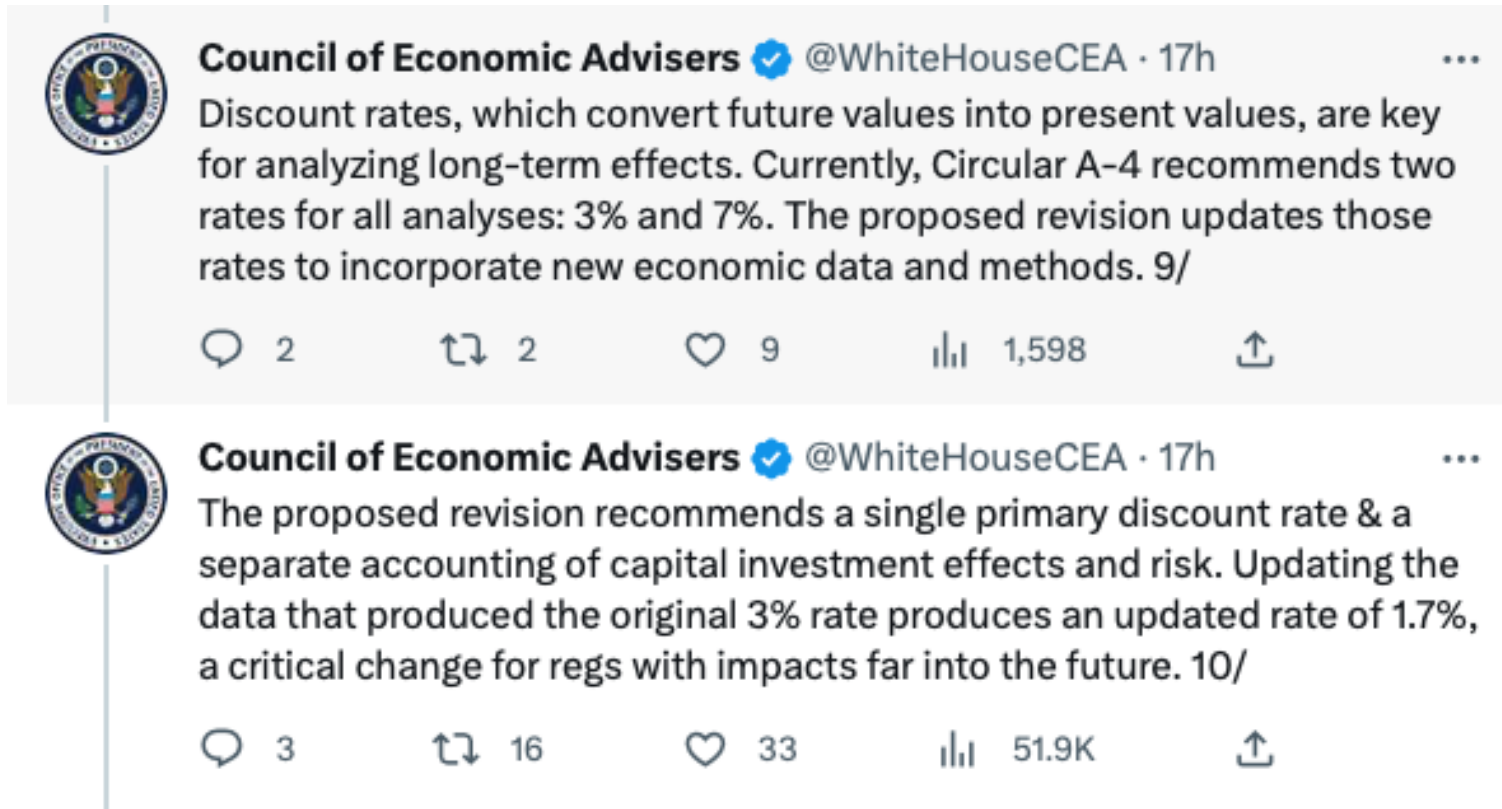 Council of Economic Advisers @WhiteHouseCEA · 17h
Discount rates, which convert future values into present values, are key
for analyzing long-term effects. Currently, Circular A-4 recommends two
rates for all analyses: 3% and 7%. The proposed revision updates those
rates to incorporate new economic data and methods. 9/
2 2 9 1,598
Council of Economic Advisers @WhiteHouseCEA · 17h
The proposed revision recommends a single primary discount rate & a
separate accounting of capital investment effects and risk. Updating the
data that produced the original 3% rate produces an updated rate of 1.7%,
a critical change for regs with impacts far into the future. 10/
3 16 33 51.9K